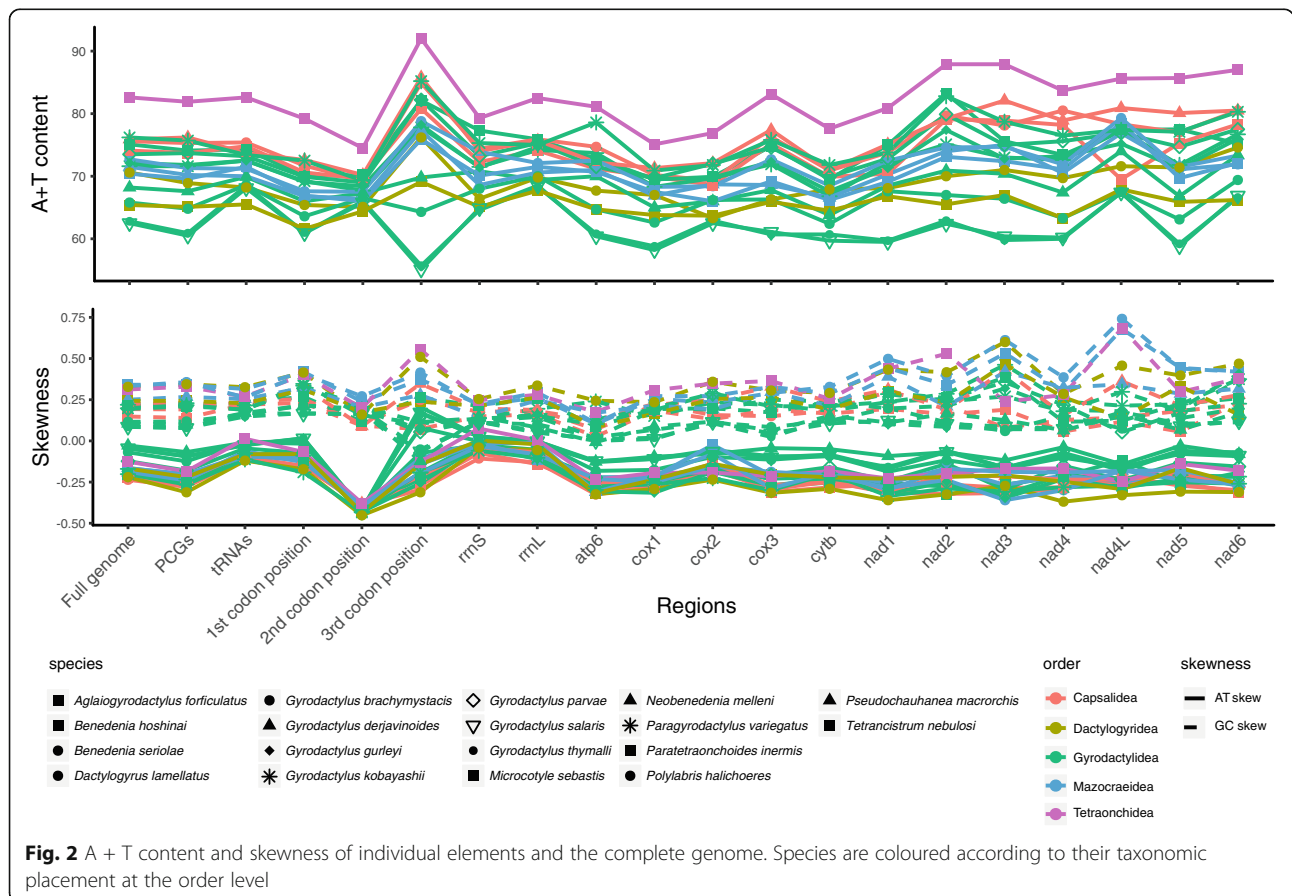 A+T content
90
80
70
60
Skewness
0.75
0.50
0.25
0.00
-0.25
-0.50
Full genome
PCGs
tRNAs
1st codon position
2nd codon position
3rd codon position
rrnS
rrnL
atp6
cox1
cox2
cox3
cytb
nad1
nad2
nad3
nad4
nad4L
nad5
nad6
Regions
species
Aglaiogyrodactylus forficulatus
Benedenia hoshinai
Benedenia seriolae
Dactylogyrus lamellatus
Gyrodactylus brachymystacis
Gyrodactylus derjavinoides
Gyrodactylus gurleyi
Gyrodactylus kobayashii
Gyrodactylus parvae
Gyrodactylus salaris
Gyrodactylus thymalli
Microcotyle sebastis
Neobenedenia melleni
Paragyrodactylus variegatus
Paratetraonchoides inermis
Polylabris halichoeres
Pseudochauhanea macrorchis
Tetrancistrum nebulosi
order
Capsalidea
Dactylogyridea
Gyrodactylidea
Mazocraeidea
Tetraonchidea
skewness
AT skew
GC skew
Fig. 2 A + T content and skewness of individual elements and the complete genome. Species are coloured according to their taxonomic
placement at the order level